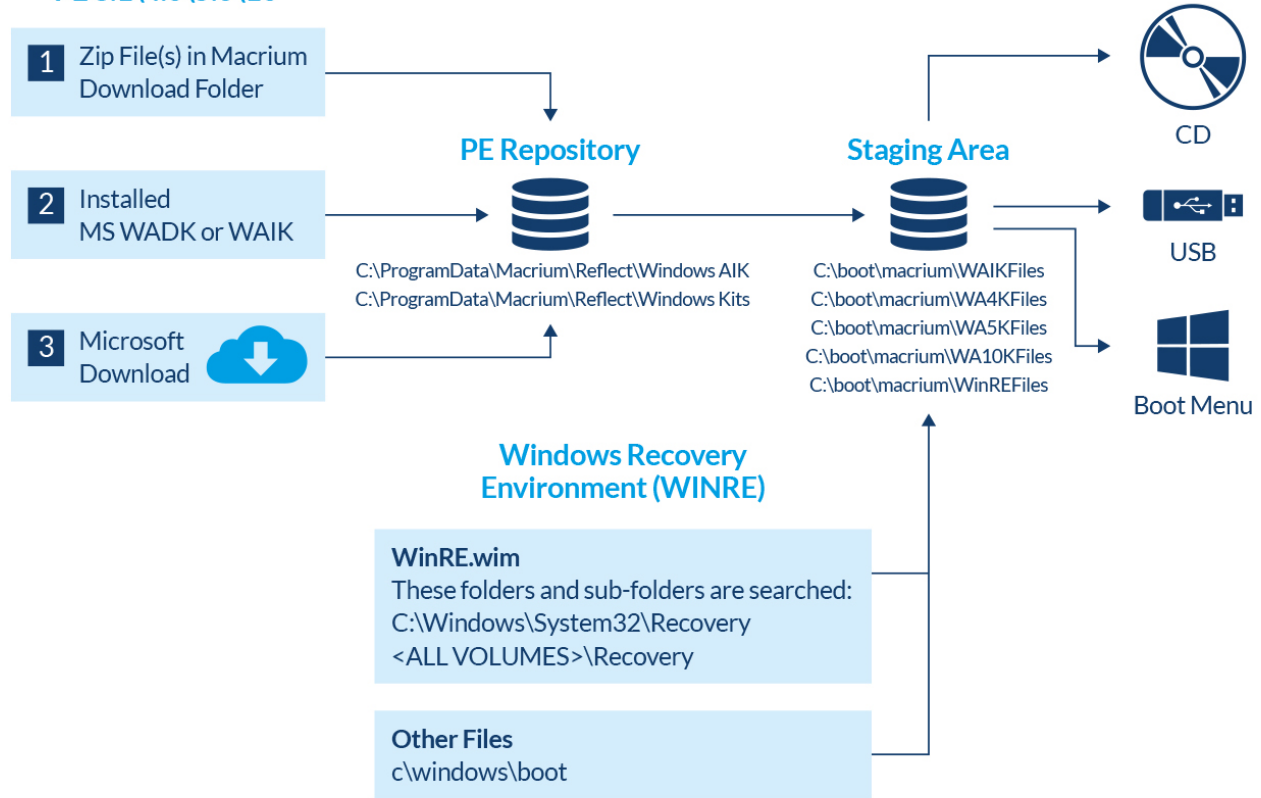 1
Zip File(s) in Macrium
Download Folder
2
Installed
MS WADK or WAIK
3
Microsoft
Download
PE Repository
C:\ProgramData\Macrium\Reflect\Windows AIK
C:\ProgramData\Macrium\Reflect\Windows Kits
Staging Area
C:\boot\macrium\WAIKFiles
C:\boot\macrium\WA4KFiles
C:\boot\macrium\WA5KFiles
C:\boot\macrium\WA10KFiles
C:\boot\macrium\WinREFiles
CD
USB
Boot Menu
Windows Recovery
Environment (WINRE)
WinRE.wim
These folders and sub-folders are searched:
C:\Windows\System32\Recovery
<ALL VOLUMES>\Recovery
Other Files
c\windows\boot